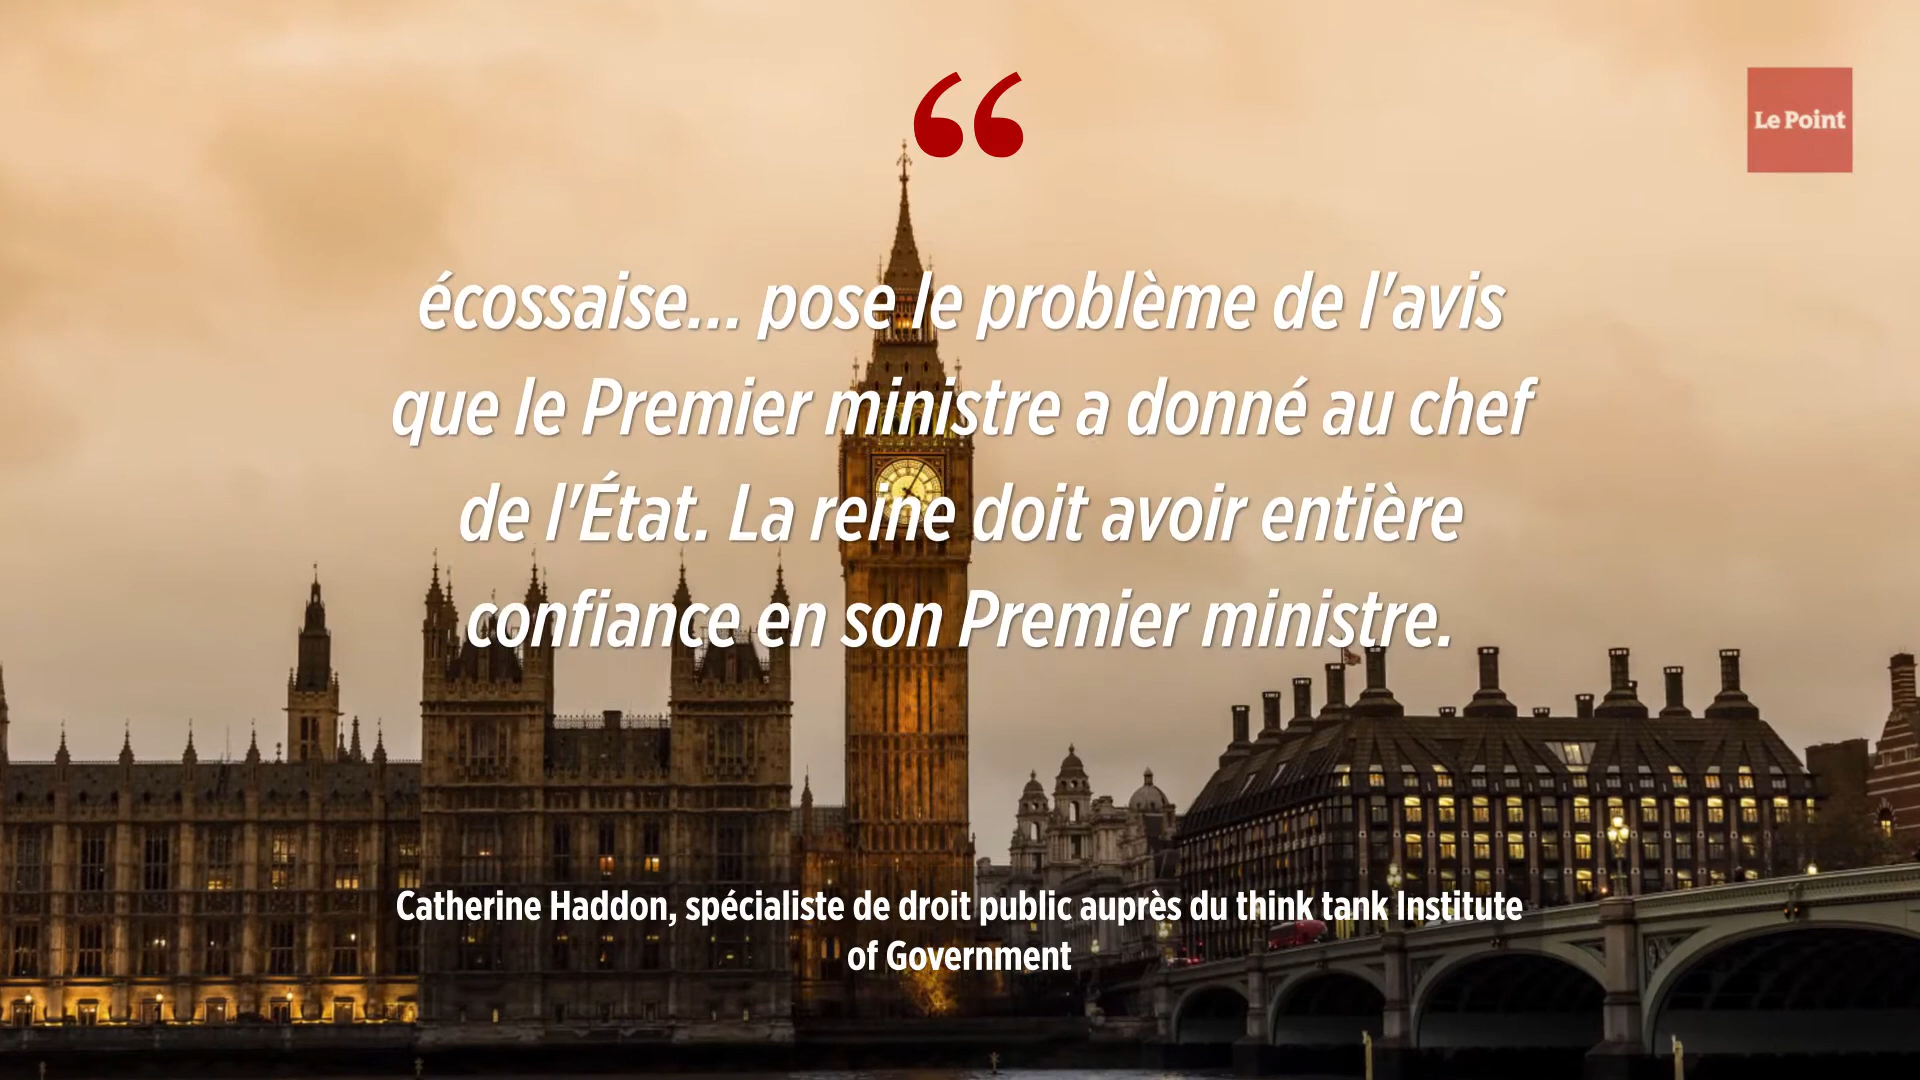 “
Le Point
écossaise... pose le problème de l'avis
que le Premier ministre a donné au chef
de l'État. La reine doit avoir entière
confiance en son Premier ministre.
Catherine Haddon, spécialiste de droit public auprès du think tank Institute
of Government